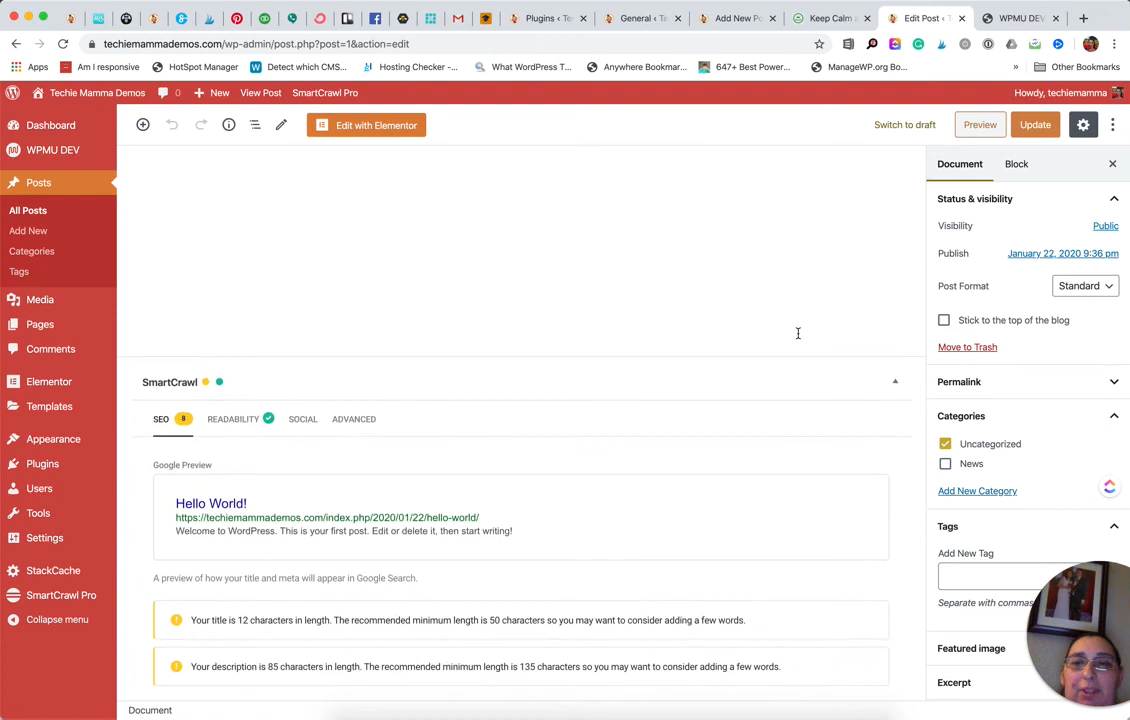 Plugins ‹ Te
General ‹ To
Add New Po
Keep Calm a
Edit Post ‹ T
WPMU DEV
techiemammademos.com/wp-admin/post.php?post=1&action=edit
Apps
Am I responsive
HotSpot Manager
Detect which CMS...
Hosting Checker -...
What WordPress T...
Anywhere Bookmar...
647+ Best Power...
ManageWP.org Bo...
»
Other Bookmarks
Techie Mamma Demos
0
New
View Post
SmartCrawl Pro
Howdy, techiemamma
Dashboard
WPMU DEV
Posts
All Posts
Add New
Categories
Tags
Media
Pages
Comments
Elementor
Templates
Appearance
Plugins
Users
Tools
Settings
StackCache
SmartCrawl Pro
Collapse menu
Edit with Elementor
Switch to draft
Preview
Update
SmartCrawl
SEO 8
READABILITY
SOCIAL
ADVANCED
Google Preview
Hello World!
https://techiemammademos.com/index.php/2020/01/22/hello-world/
Welcome to WordPress. This is your first post. Edit or delete it, then start writing!
A preview of how your title and meta will appear in Google Search.
Your title is 12 characters in length. The recommended minimum length is 50 characters so you may want to consider adding a few words.
Your description is 85 characters in length. The recommended minimum length is 135 characters so you may want to consider adding a few words.
Document
Document
Block
Status & visibility
Visibility
Public
Publish
January 22, 2020 9:36 pm
Post Format
Standard
Stick to the top of the blog
Move to Trash
Permalink
Categories
Uncategorized
News
Add New Category
Tags
Add New Tag
Separate with commas
Featured image
Excerpt